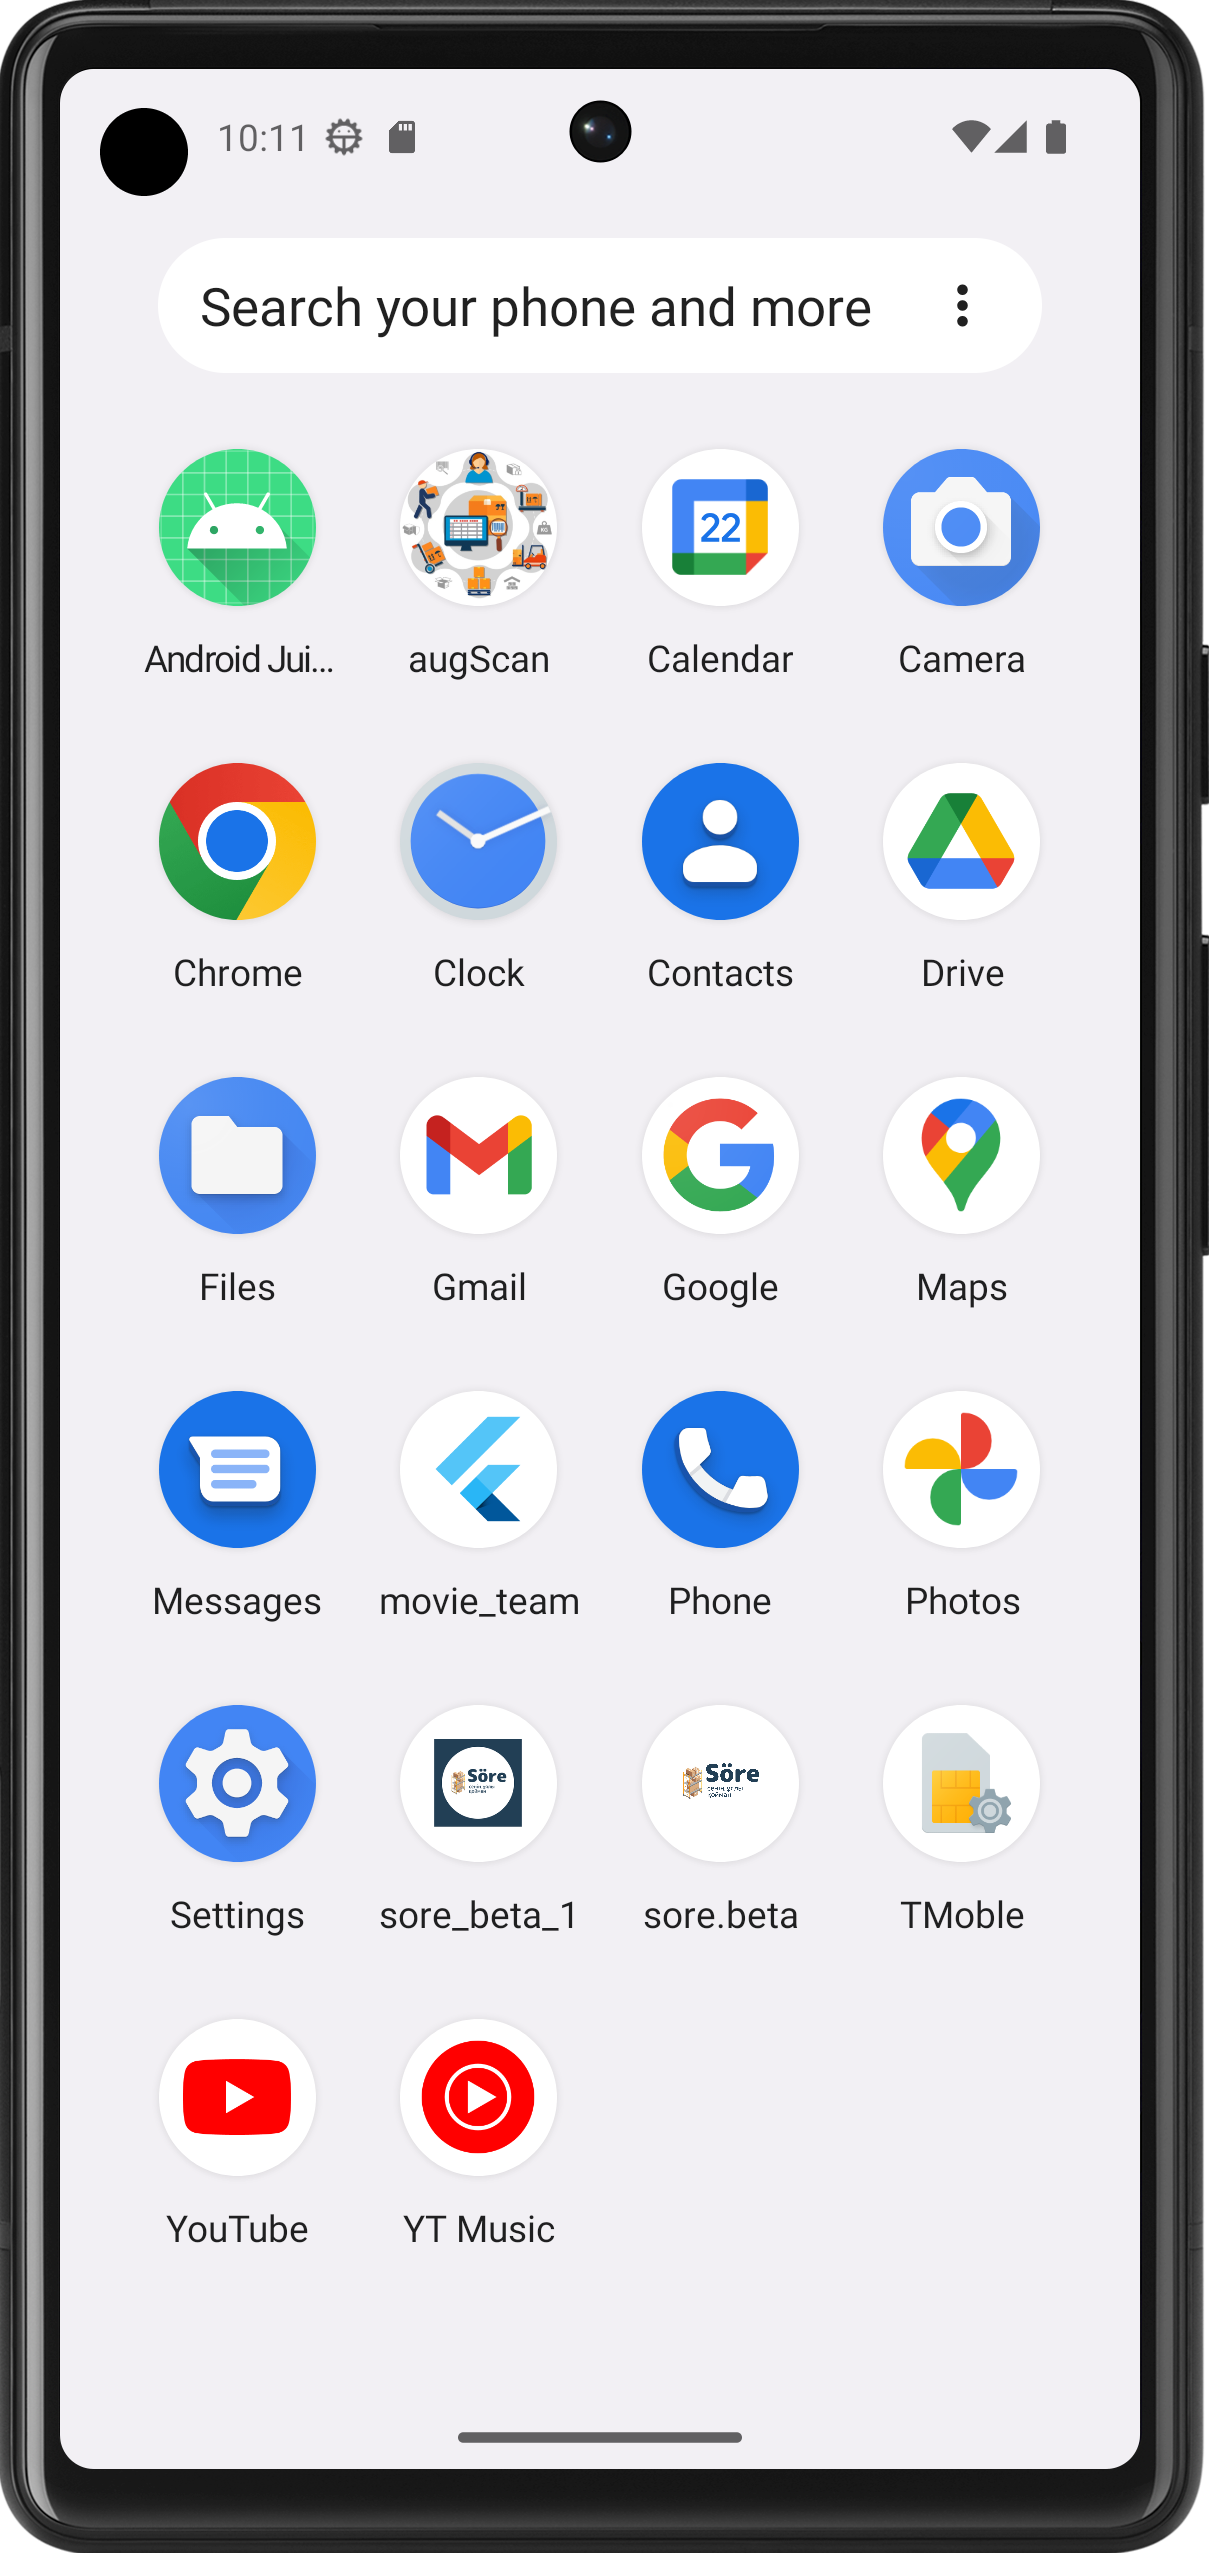 10:11
Search your phone and more
22
Android Jui...
augScan
Calendar
Camera
Chrome
Clock
Contacts
Drive
Files
Gmail
Google
Maps
Messages
movie_team
Phone
Photos
Söre
Söre
Settings
sore_beta_1
sore.beta
TMoble
YouTube
YT Music